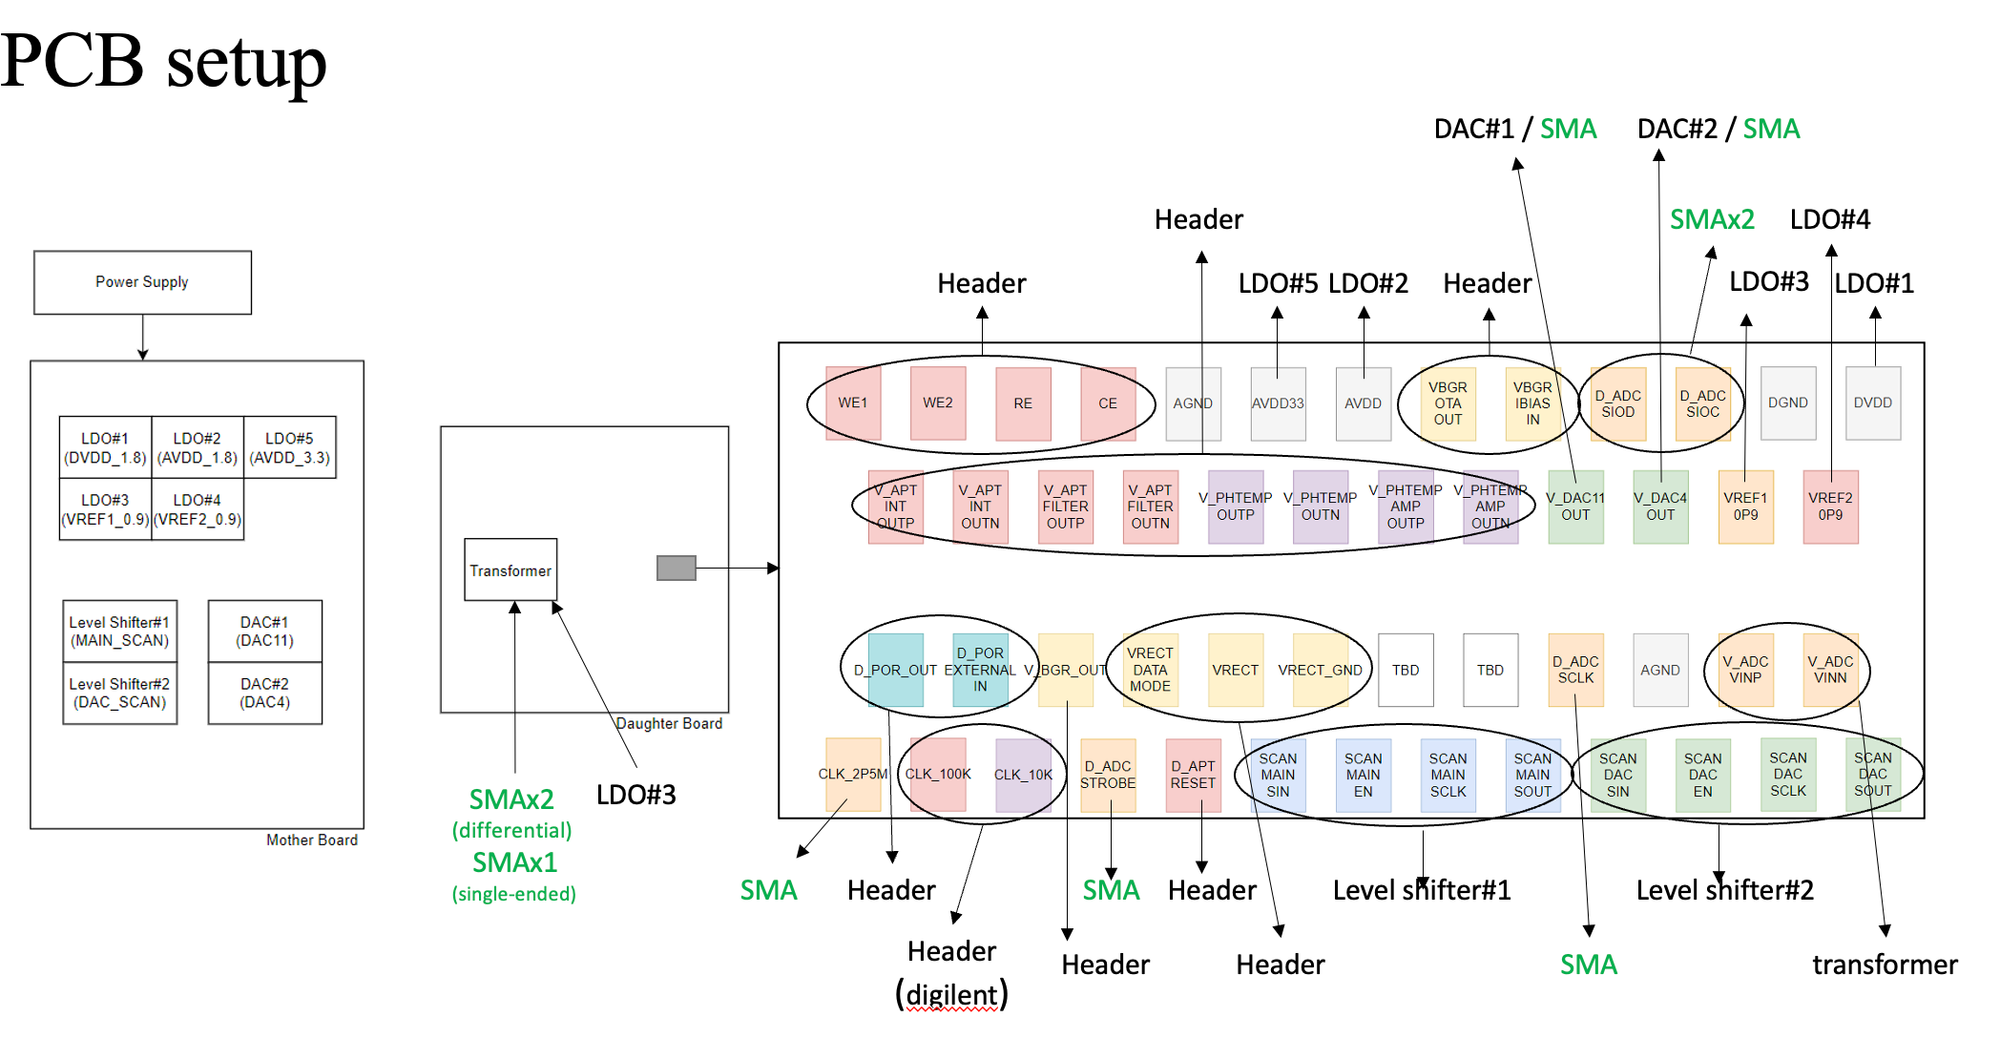 PCB setup
DAC#1 / SMA
DAC#2 / SMA
Header
SMAx2
LDO#4
Header
LDO#5
LDO#2
Header
LDO#3
LDO#1
Power Supply
LDO#1
(DVDD_1.8)
LDO#2
(AVDD_1.8)
LDO#5
(AVDD_3.3)
LDO#3
(VREF1_0.9)
LDO#4
(VREF2_0.9)
Level Shifter#1
(MAIN_SCAN)
DAC#1
(DAC11)
Level Shifter#2
(DAC_SCAN)
DAC#2
(DAC4)
Mother Board
Transformer
Daughter Board
SMAx2
(differential)
SMAx1
(single-ended)
LDO#3
WE1
WE2
RE
CE
AGND
AVDD33
AVDD
VBGR
OTA
OUT
VBGR
IBIAS
IN
D_ADC
SIOD
D_ADC
SIOC
DGND
DVDD
V_APT
INT
OUTP
V_APT
INT
OUTN
V_APT
FILTER
OUTP
V_APT
FILTER
OUTN
V_PHTEMP
OUTP
V_PHTEMP
OUTN
V_PHTEMP
AMP
OUTP
V_PHTEMP
AMP
OUTN
V_DAC11
OUT
V_DAC4
OUT
VREF1
0P9
VREF2
0P9
D_POR_OUT
D_POR
EXTERNAL
IN
V_BGR_OUT
VRECT
DATA
MODE
VRECT
VRECT_GND
TBD
TBD
D_ADC
SCLK
AGND
V_ADC
VINP
V_ADC
VINN
CLK_2P5M
CLK_100K
CLK_10K
D_ADC
STROBE
D_APT
RESET
SCAN
MAIN
SIN
SCAN
MAIN
EN
SCAN
MAIN
SCLK
SCAN
MAIN
SOUT
SCAN
DAC
SIN
SCAN
DAC
EN
SCAN
DAC
SCLK
SCAN
DAC
SOUT
SMA
Header
SMA
Header
Level shifter#1
Level shifter#2
Header
(digilent)
Header
Header
SMA
transformer